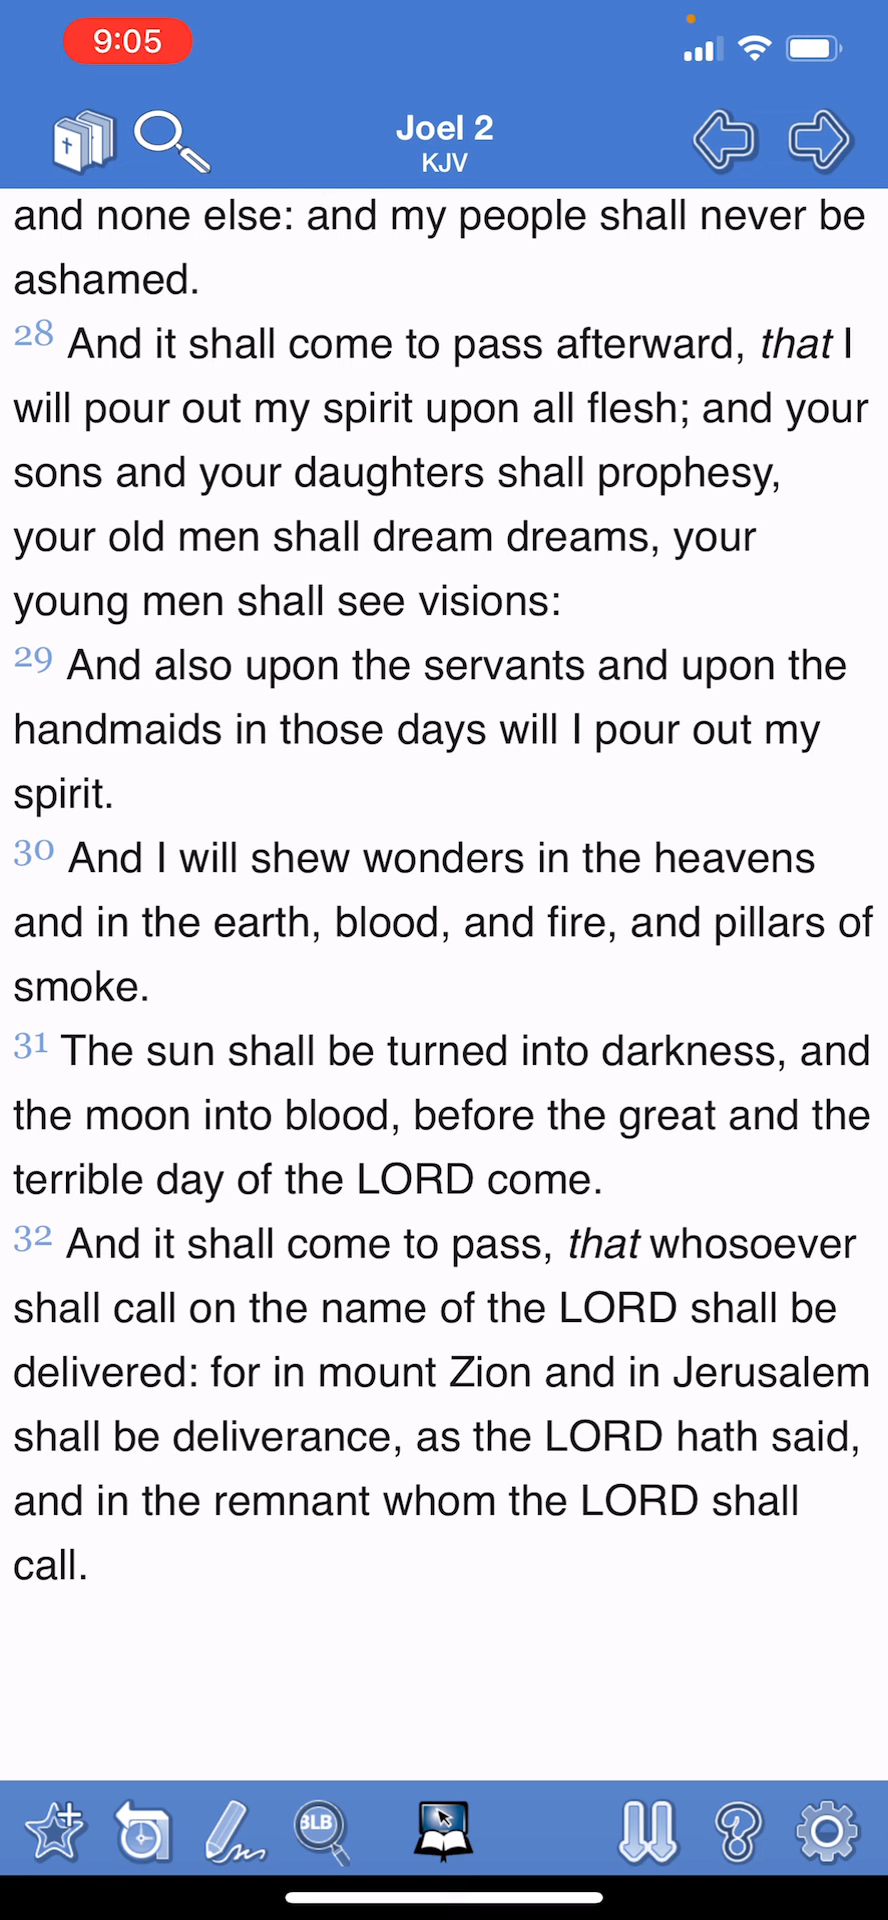 9:05
Joel 2
KJV
and none else: and my people shall never be
ashamed.
28 And it shall come to pass afterward, that I
will pour out my spirit upon all flesh; and your
sons and your daughters shall prophesy,
your old men shall dream dreams, your
young men shall see visions:
29 And also upon the servants and upon the
handmaids in those days will I pour out my
spirit.
30 And I will shew wonders in the heavens
and in the earth, blood, and fire, and pillars of
smoke.
31 The sun shall be turned into darkness, and
the moon into blood, before the great and the
terrible day of the LORD come.
32 And it shall come to pass, that whosoever
shall call on the name of the LORD shall be
delivered: for in mount Zion and in Jerusalem
shall be deliverance, as the LORD hath said,
and in the remnant whom the LORD shall
call.
BLB